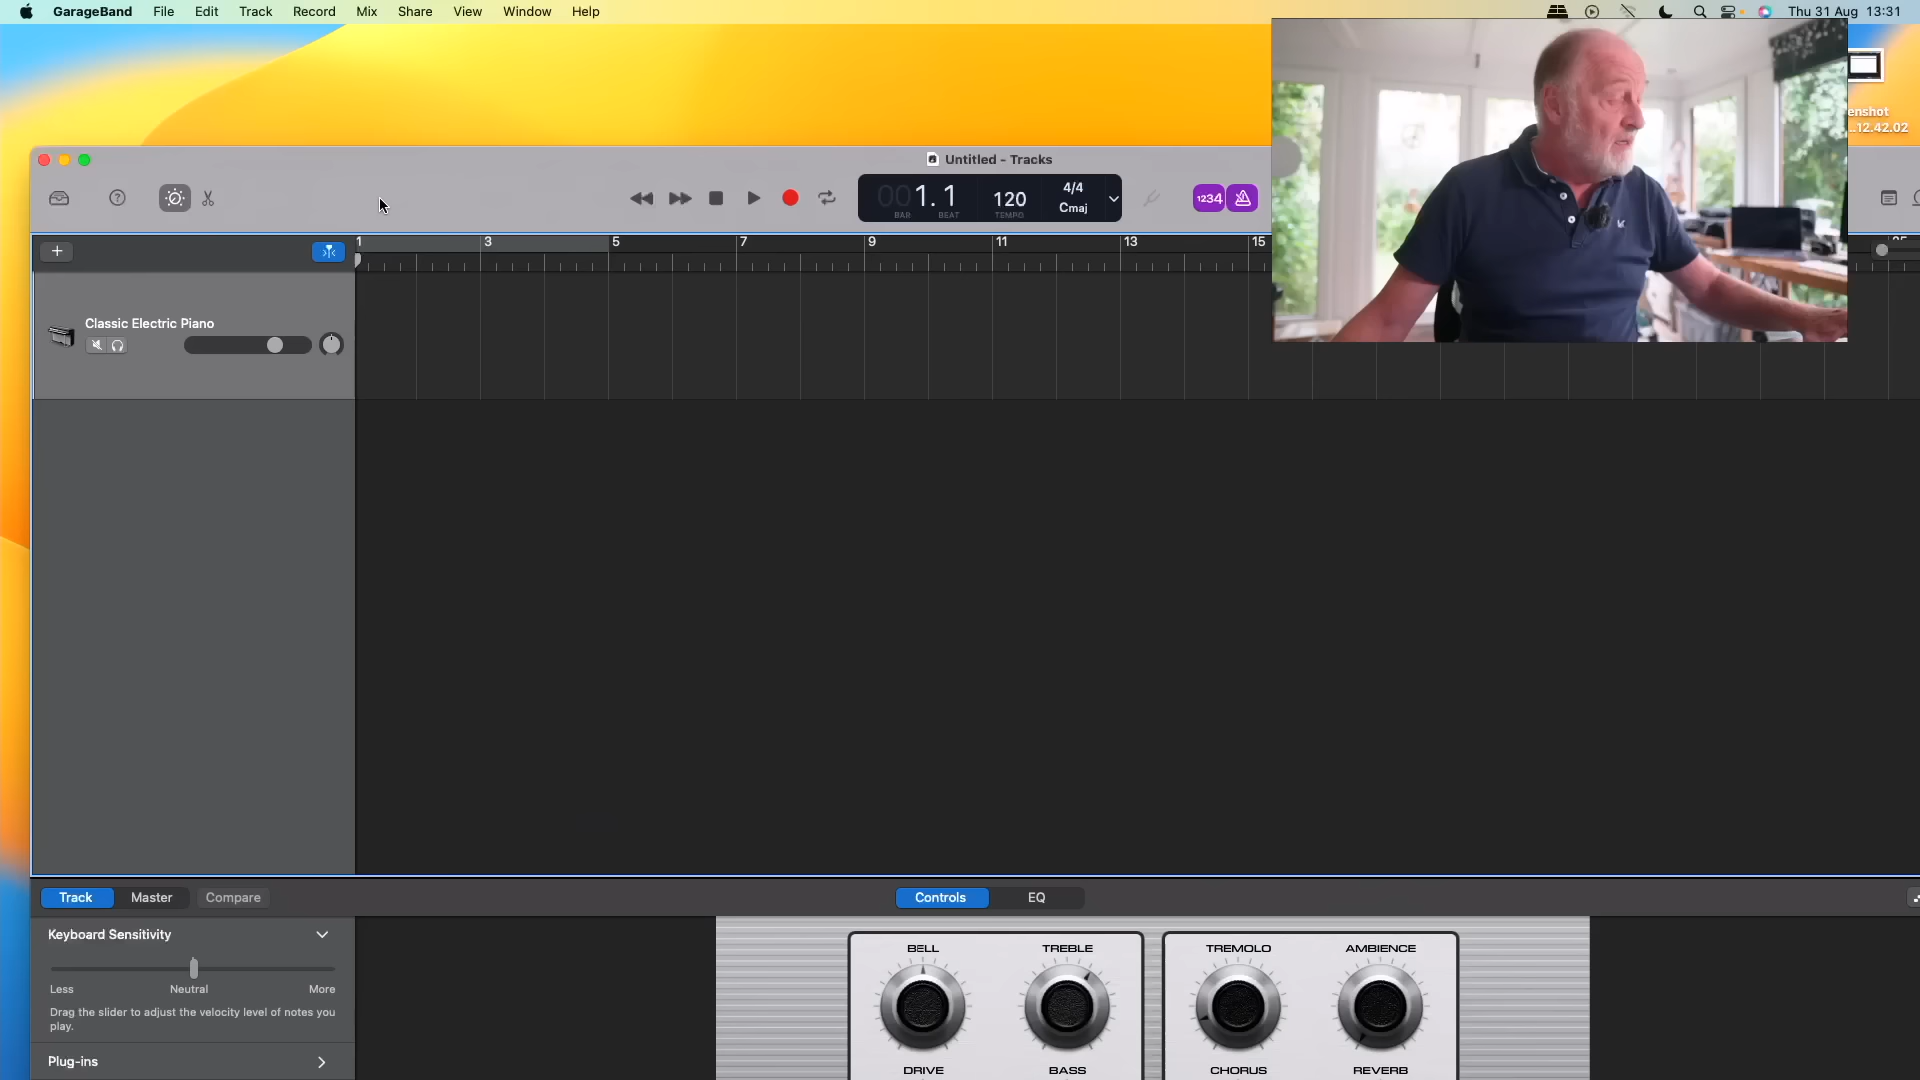 GarageBand File Edit Track Record Mix Share View Window Help Thu 31 Aug 13:31
enshot
...12.42.02
Untitled - Tracks
001.1 120 4/4
Cmaj
BAR BEAT TEMPO
1234
1 3 5 7 9 11 13 15
Classic Electric Piano
Track Master Compare Controls EQ
Keyboard Sensitivity
Less Neutral More
Drag the slider to adjust the velocity level of notes you
play.
Plug-ins
BELL TREBLE TREMOLO AMBIENCE
DRIVE BASS CHORUS REVERB